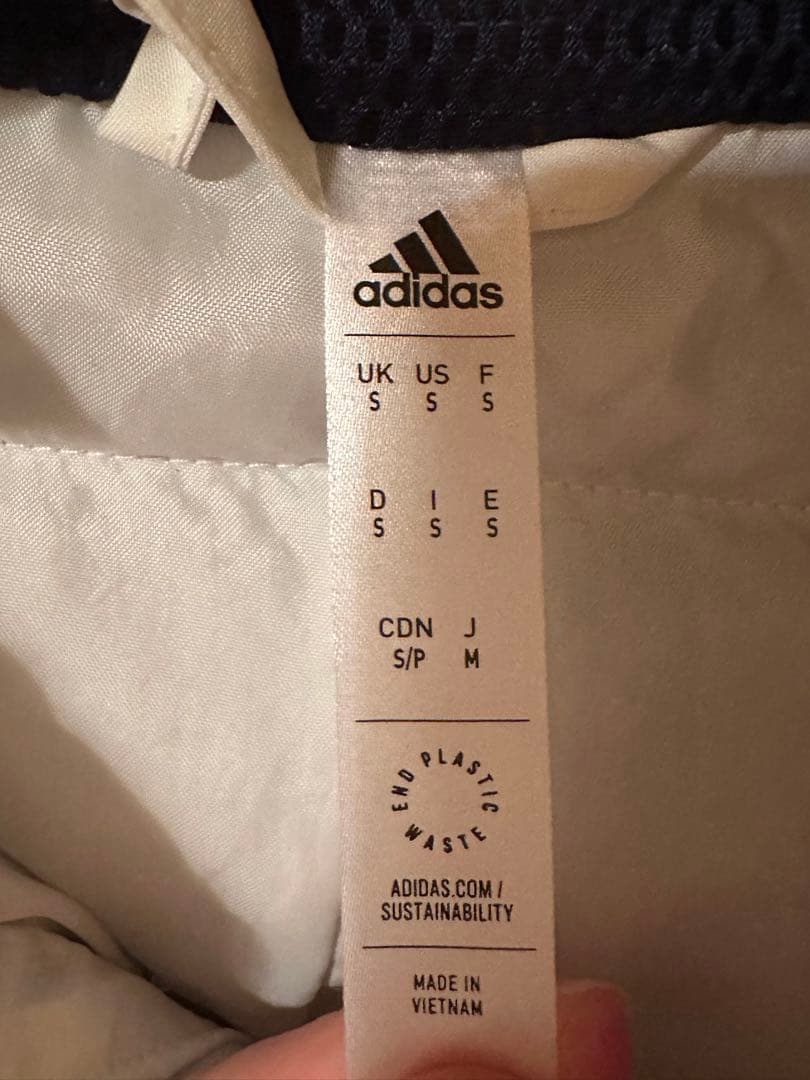 adidas
UK US F
S S S
D I E
S S S
CDN J
S/P M
END PLASTIC WASTE
ADIDAS.COM/
SUSTAINABILITY
MADE IN
VIETNAM